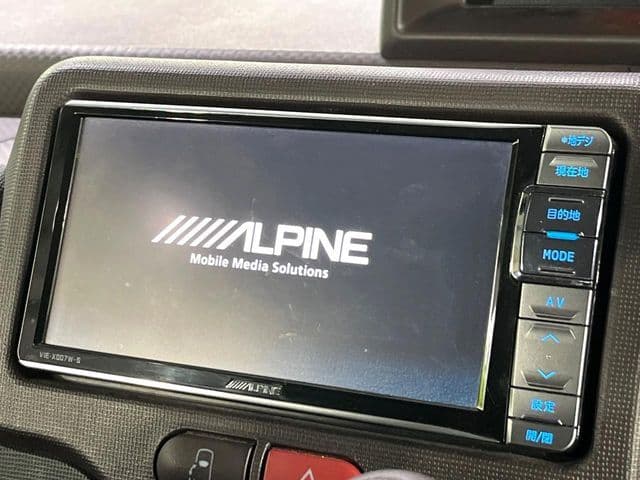 ALPINE
Mobile Media Solutions
VIE-X007W-S
ALPINE
*地デジ
現在地
目的地
MODE
AV
設定
開/閉